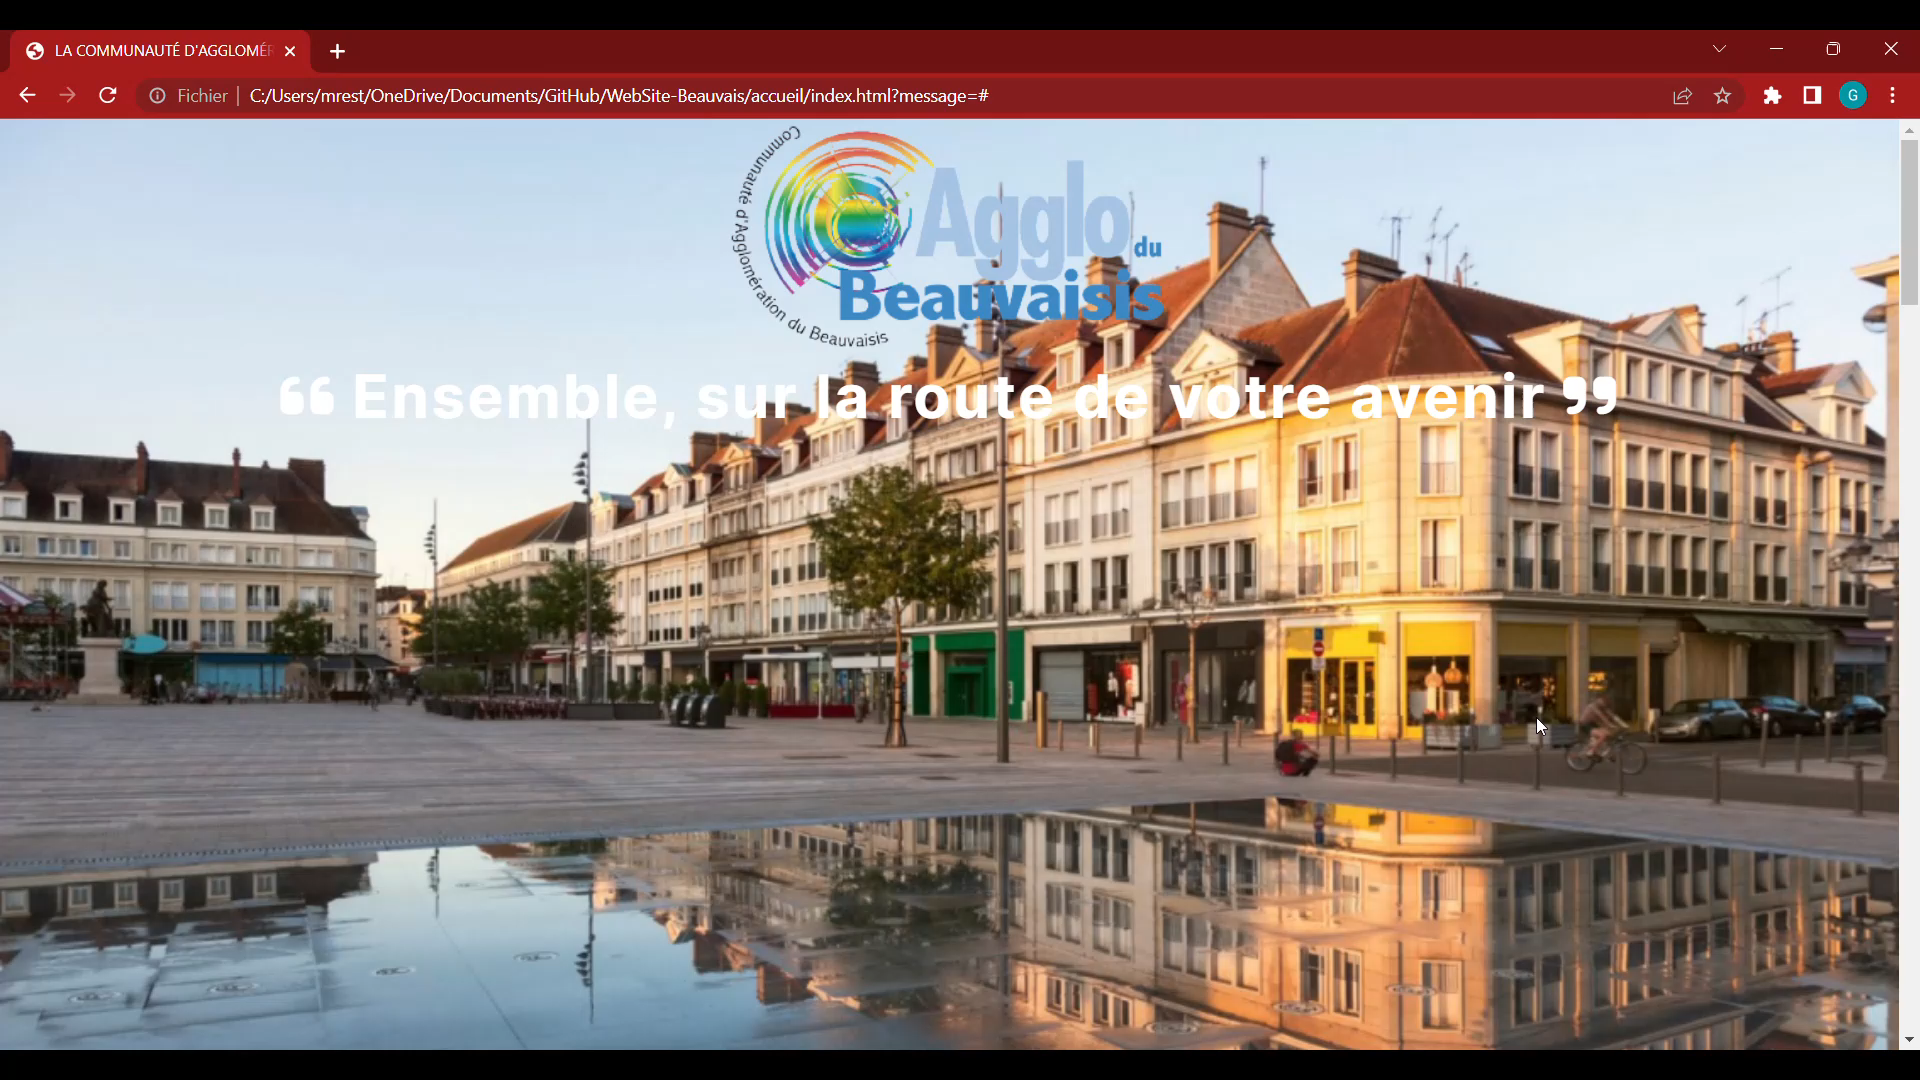 LA COMMUNAUTÉ D'AGGLOMÉR
Fichier
C:/Users/mrest/OneDrive/Documents/GitHub/WebSite-Beauvais/accueil/index.html?message=#
G
Communauté d'Agglomération du Beauvaisis
Agglo du
Beauvaisis
“ Ensemble, sur la route de votre avenir ”